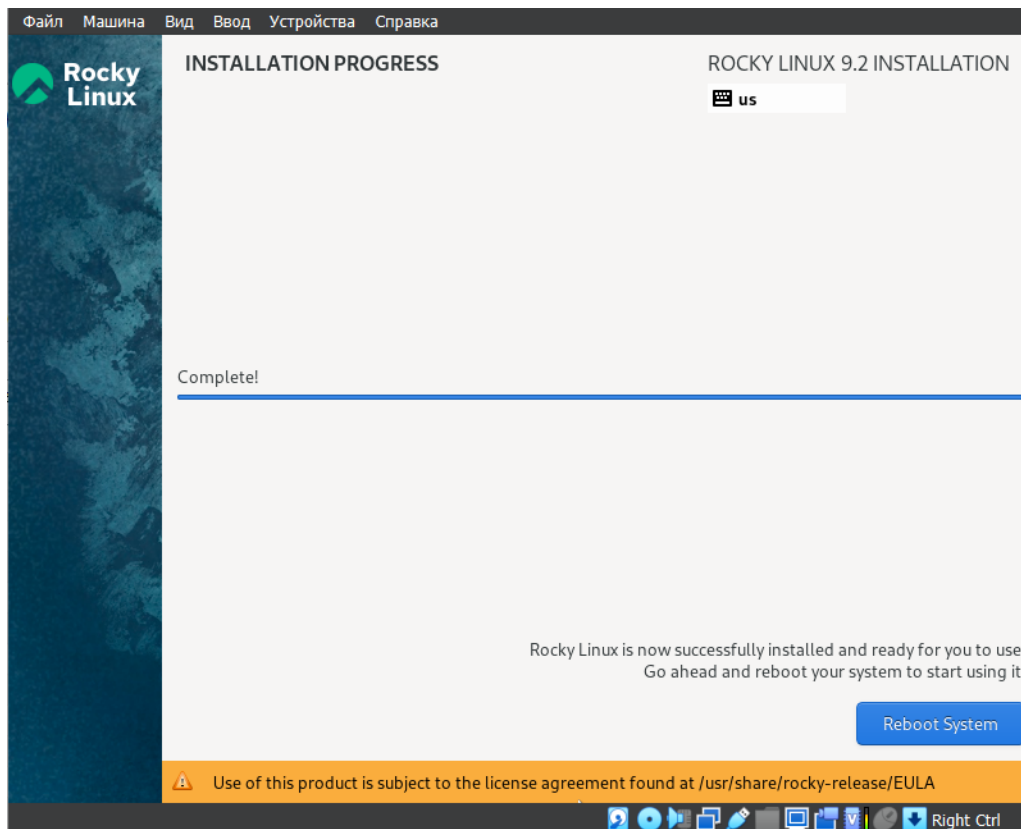 Файл Машина Вид Ввод Устройства Справка
Rocky
Linux
INSTALLATION PROGRESS
ROCKY LINUX 9.2 INSTALLATION
us
Complete!
Rocky Linux is now successfully installed and ready for you to use
Go ahead and reboot your system to start using it
Reboot System
Use of this product is subject to the license agreement found at /usr/share/rocky-release/EULA
V
Right Ctrl